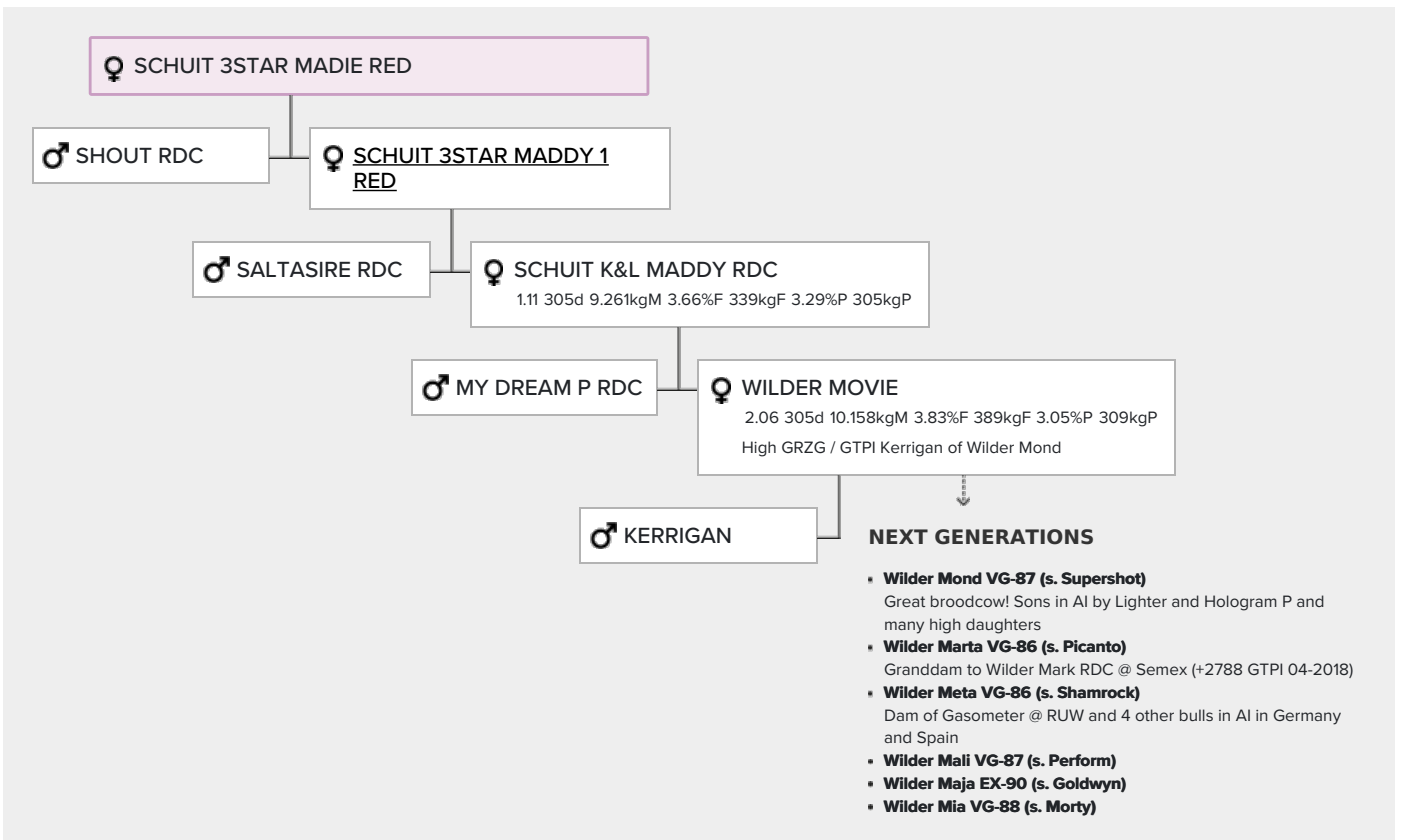 SCHUIT 3STAR MADIE RED
SHOUT RDC
SCHUIT 3STAR MADDY 1
RED
SALTASIRE RDC
SCHUIT K&L MADDY RDC
1.11 305d 9.261kgM 3.66%F 339kgF 3.29%P 305kgP
MY DREAM P RDC
WILDER MOVIE
2.06 305d 10.158kgM 3.83%F 389kgF 3.05%P 309kgP
High GRZG / GTPI Kerrigan of Wilder Mond
KERRIGAN
NEXT GENERATIONS
Wilder Mond VG-87 (s. Supershot)
Great broodcow! Sons in AI by Lighter and Hologram P and
many high daughters
Wilder Marta VG-86 (s. Picanto)
Granddam to Wilder Mark RDC @ Semex (+2788 GTPI 04-2018)
Wilder Meta VG-86 (s. Shamrock)
Dam of Gasometer @ RUW and 4 other bulls in AI in Germany
and Spain
Wilder Mali VG-87 (s. Perform)
Wilder Maja EX-90 (s. Goldwyn)
Wilder Mia VG-88 (s. Morty)